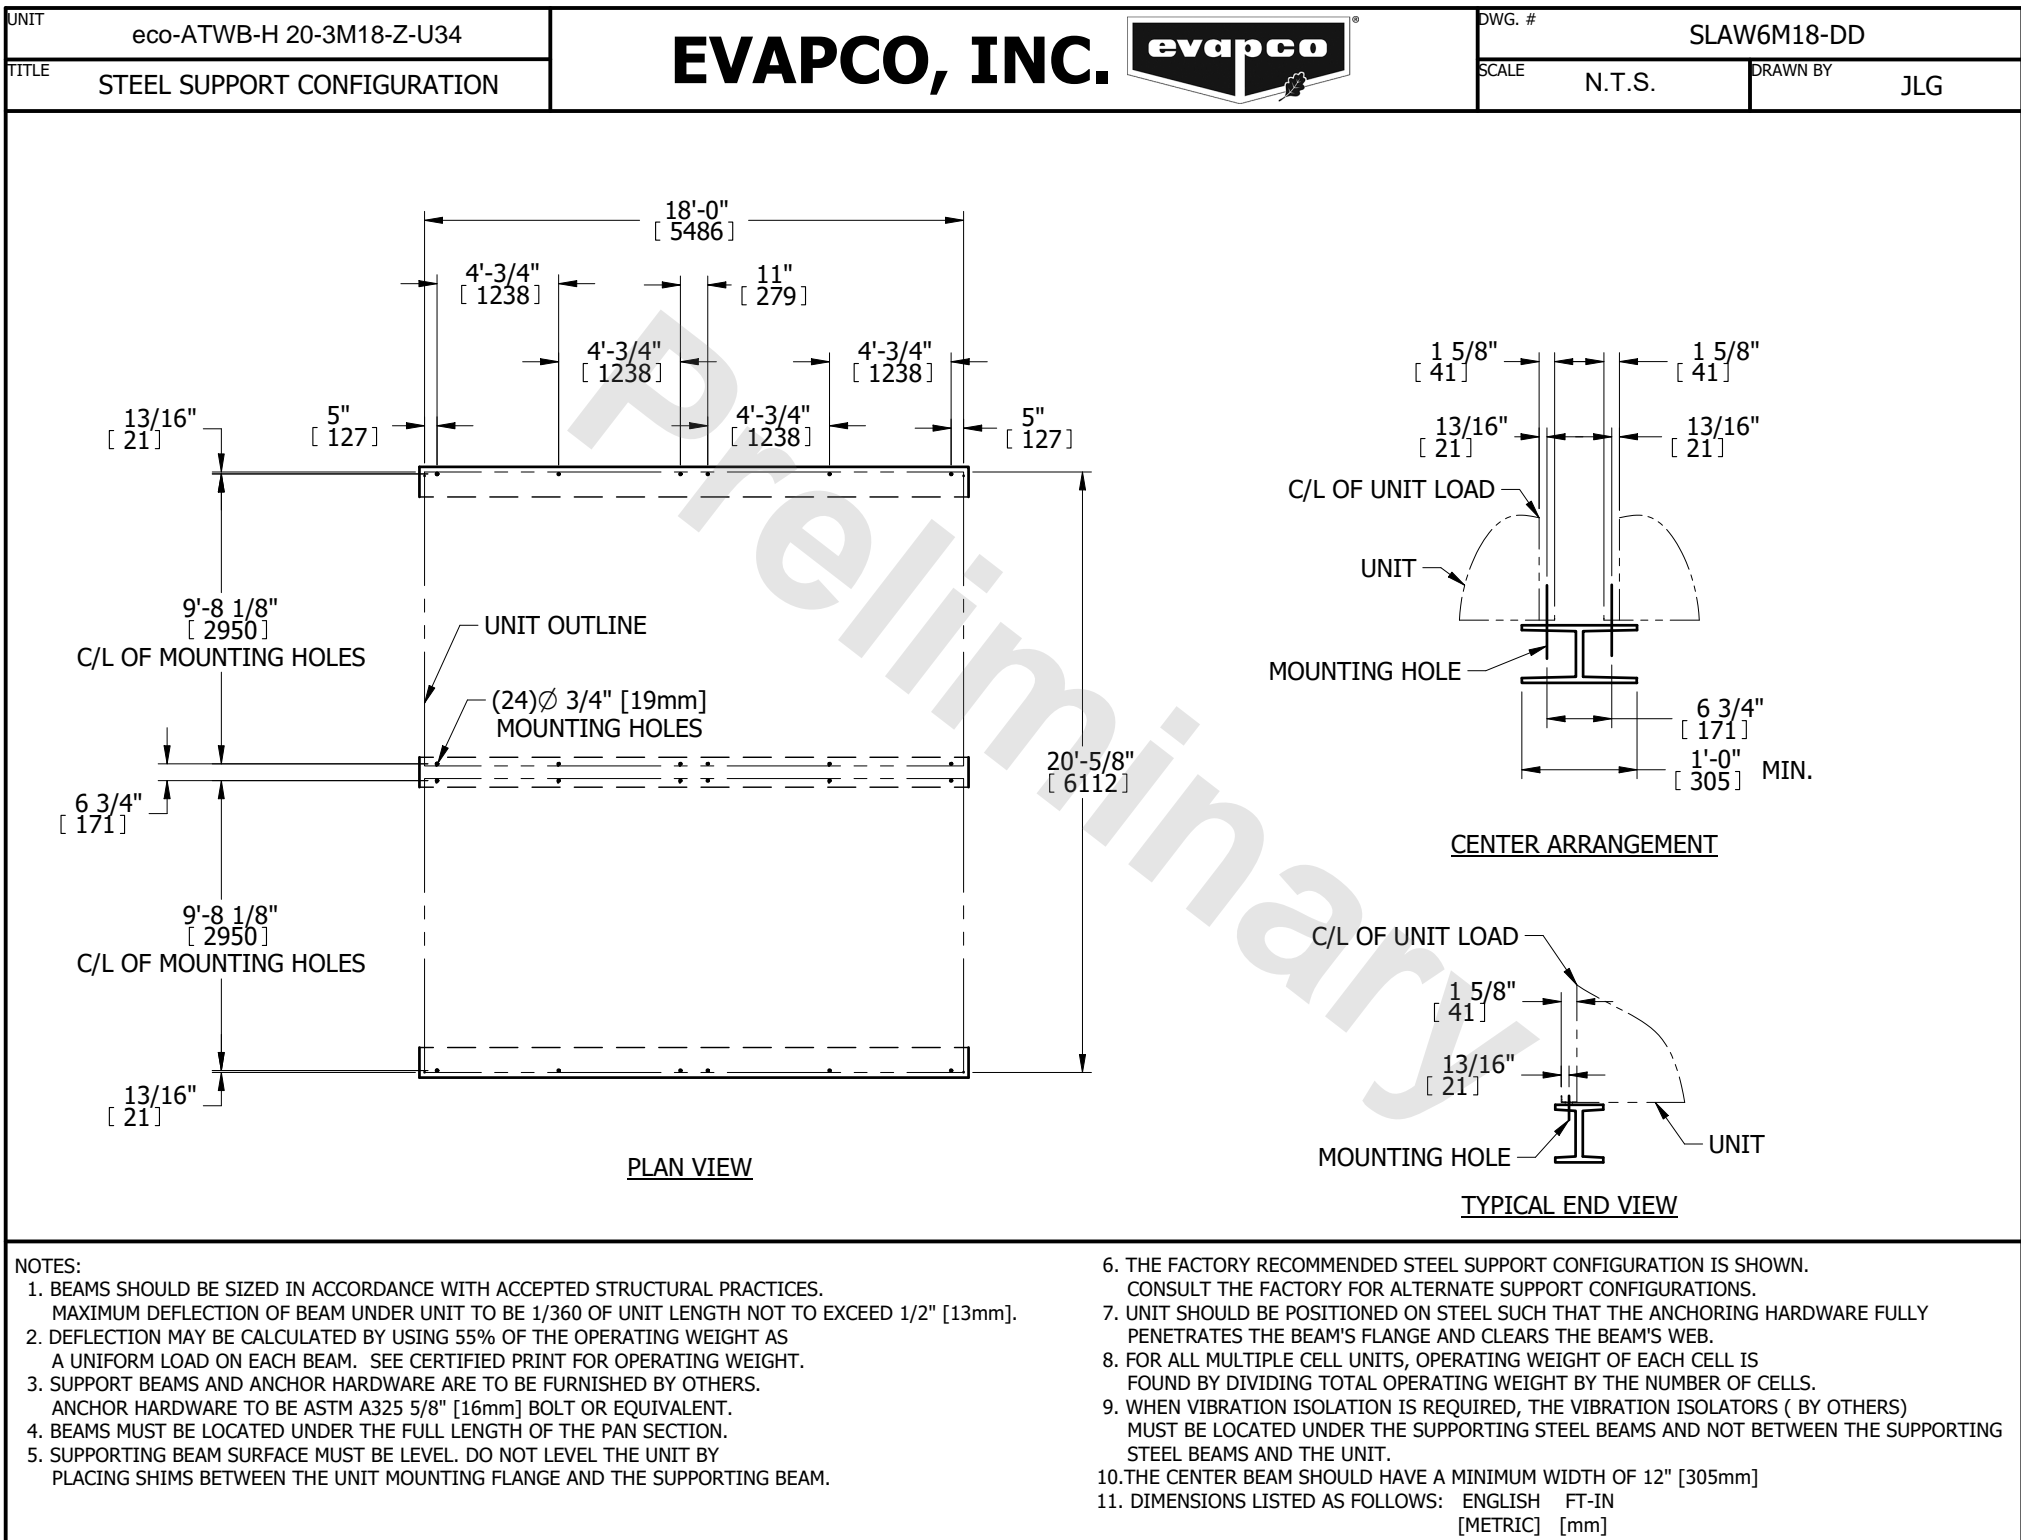 UNIT
eco-ATWB-H 20-3M18-Z-U34
TITLE
STEEL SUPPORT CONFIGURATION
EVAPCO, INC.
evapco
®
DWG. #
SLAW6M18-DD
SCALE
N.T.S.
DRAWN BY
JLG
18'-0"
[ 5486 ]
4'-3/4"
[ 1238 ]
11"
[ 279 ]
4'-3/4"
[ 1238 ]
4'-3/4"
[ 1238 ]
13/16"
[ 21 ]
5"
[ 127 ]
4'-3/4"
[ 1238 ]
5"
[ 127 ]
9'-8 1/8"
[ 2950 ]
C/L OF MOUNTING HOLES
UNIT OUTLINE
(24)∅ 3/4" [19mm]
MOUNTING HOLES
6 3/4"
[ 171 ]
20'-5/8"
[ 6112 ]
9'-8 1/8"
[ 2950 ]
C/L OF MOUNTING HOLES
13/16"
[ 21 ]
PLAN VIEW
Preliminary
1 5/8"
[ 41 ]
1 5/8"
[ 41 ]
13/16"
[ 21 ]
13/16"
[ 21 ]
C/L OF UNIT LOAD
UNIT
MOUNTING HOLE
6 3/4"
[ 171 ]
1'-0"
[ 305 ] MIN.
CENTER ARRANGEMENT
C/L OF UNIT LOAD
1 5/8"
[ 41 ]
13/16"
[ 21 ]
MOUNTING HOLE
UNIT
TYPICAL END VIEW
NOTES:
1. BEAMS SHOULD BE SIZED IN ACCORDANCE WITH ACCEPTED STRUCTURAL PRACTICES.
MAXIMUM DEFLECTION OF BEAM UNDER UNIT TO BE 1/360 OF UNIT LENGTH NOT TO EXCEED 1/2" [13mm].
2. DEFLECTION MAY BE CALCULATED BY USING 55% OF THE OPERATING WEIGHT AS
A UNIFORM LOAD ON EACH BEAM. SEE CERTIFIED PRINT FOR OPERATING WEIGHT.
3. SUPPORT BEAMS AND ANCHOR HARDWARE ARE TO BE FURNISHED BY OTHERS.
ANCHOR HARDWARE TO BE ASTM A325 5/8" [16mm] BOLT OR EQUIVALENT.
4. BEAMS MUST BE LOCATED UNDER THE FULL LENGTH OF THE PAN SECTION.
5. SUPPORTING BEAM SURFACE MUST BE LEVEL. DO NOT LEVEL THE UNIT BY
PLACING SHIMS BETWEEN THE UNIT MOUNTING FLANGE AND THE SUPPORTING BEAM.
6. THE FACTORY RECOMMENDED STEEL SUPPORT CONFIGURATION IS SHOWN.
CONSULT THE FACTORY FOR ALTERNATE SUPPORT CONFIGURATIONS.
7. UNIT SHOULD BE POSITIONED ON STEEL SUCH THAT THE ANCHORING HARDWARE FULLY
PENETRATES THE BEAM'S FLANGE AND CLEARS THE BEAM'S WEB.
8. FOR ALL MULTIPLE CELL UNITS, OPERATING WEIGHT OF EACH CELL IS
FOUND BY DIVIDING TOTAL OPERATING WEIGHT BY THE NUMBER OF CELLS.
9. WHEN VIBRATION ISOLATION IS REQUIRED, THE VIBRATION ISOLATORS ( BY OTHERS)
MUST BE LOCATED UNDER THE SUPPORTING STEEL BEAMS AND NOT BETWEEN THE SUPPORTING
STEEL BEAMS AND THE UNIT.
10.THE CENTER BEAM SHOULD HAVE A MINIMUM WIDTH OF 12" [305mm]
11. DIMENSIONS LISTED AS FOLLOWS: ENGLISH FT-IN
[METRIC] [mm]